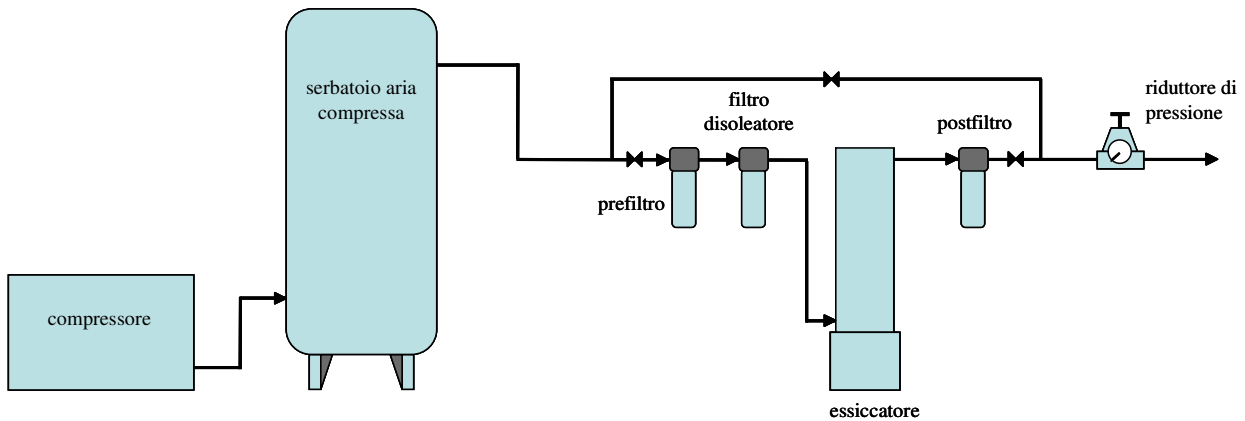 compressore
serbatoio aria
compressa
prefiltro
filtro
disoleatore
essiccatore
postfiltro
riduttore di
pressione